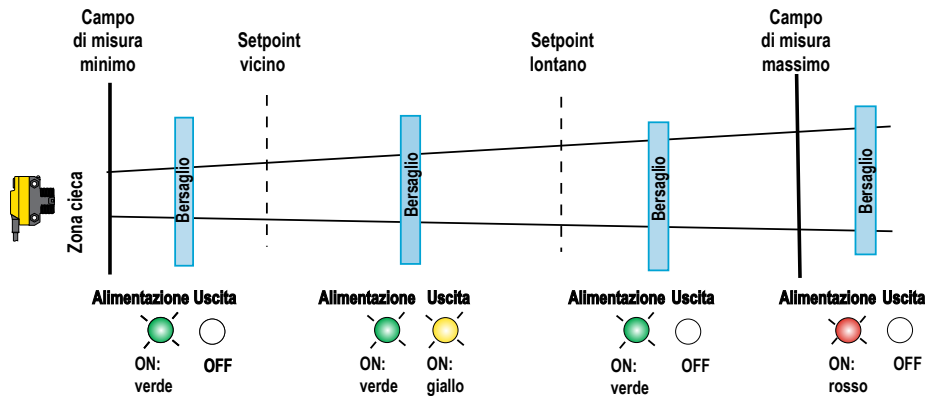 Campo
di misura
minimo
Setpoint
vicino
Setpoint
lontano
Campo
di misura
massimo
Zona cieca
Bersaglio
Bersaglio
Bersaglio
Bersaglio
Alimentazione Uscita
ON:
verde
OFF
Alimentazione Uscita
ON:
verde
ON:
giallo
Alimentazione Uscita
ON:
verde
OFF
Alimentazione Uscita
ON:
rosso
OFF